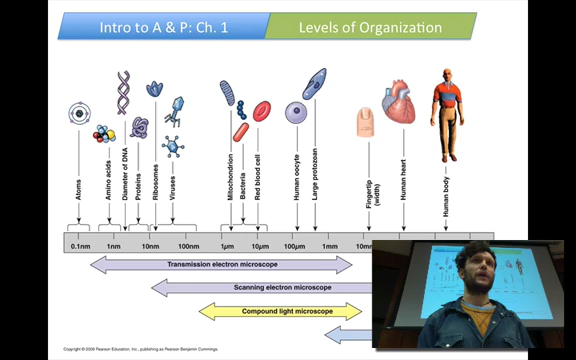 Intro to A & P: Ch. 1
Levels of Organization
Atoms
Amino acids
Diameter of DNA
Proteins
Ribosomes
Viruses
Mitochondrion
Bacteria
Red blood cell
Human oocyte
Large protozoan
Fingertip
(width)
Human heart
Human body
0.1nm 1nm 10nm 100nm 1µm 10µm 100µm 1mm
Transmission electron microscope
Scanning electron microscope
Compound light microscope
Copyright © 2009 Pearson Education, Inc., publishing as Pearson Benjamin Cummings.